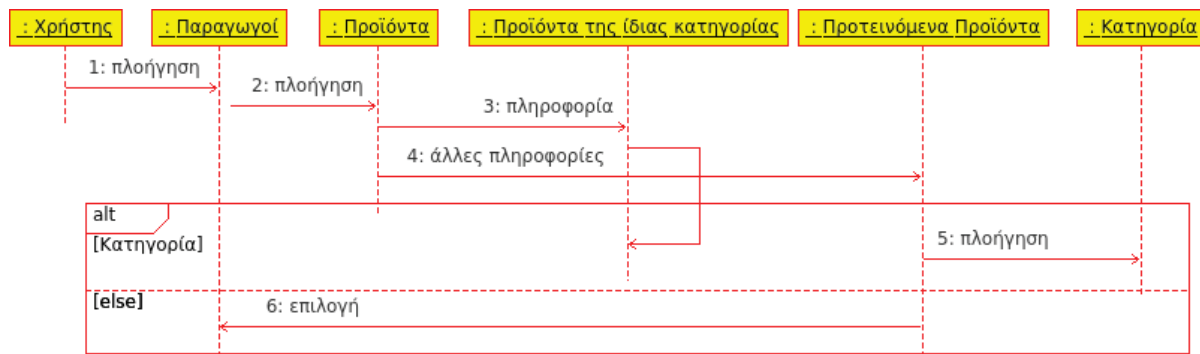 : Χρήστης
: Παραγωγοί
: Προϊόντα
: Προϊόντα της ίδιας κατηγορίας
: Προτεινόμενα Προϊόντα
: Κατηγορία
1: πλοήγηση
2: πλοήγηση
3: πληροφορία
4: άλλες πληροφορίες
alt
[Κατηγορία]
5: πλοήγηση
[else]
6: επιλογή